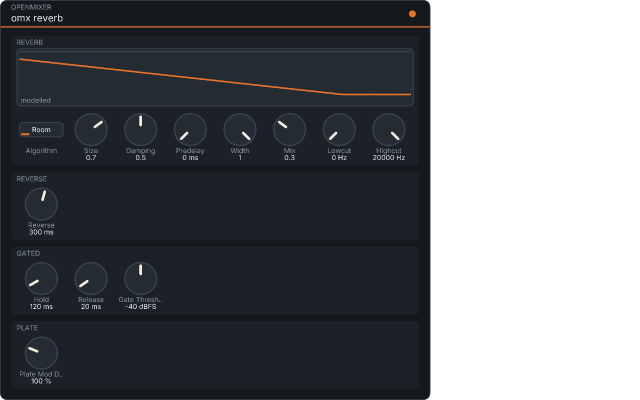 OPENMIXER
omx reverb
REVERB
modelled
Room
Algorithm
Size
0.7
Damping
0.5
Predelay
0 ms
Width
1
Mix
0.3
Lowcut
0 Hz
Highcut
20000 Hz
REVERSE
Reverse
300 ms
GATED
Hold
120 ms
Release
20 ms
Gate Thresh..
-40 dBFS
PLATE
Plate Mod D..
100 %